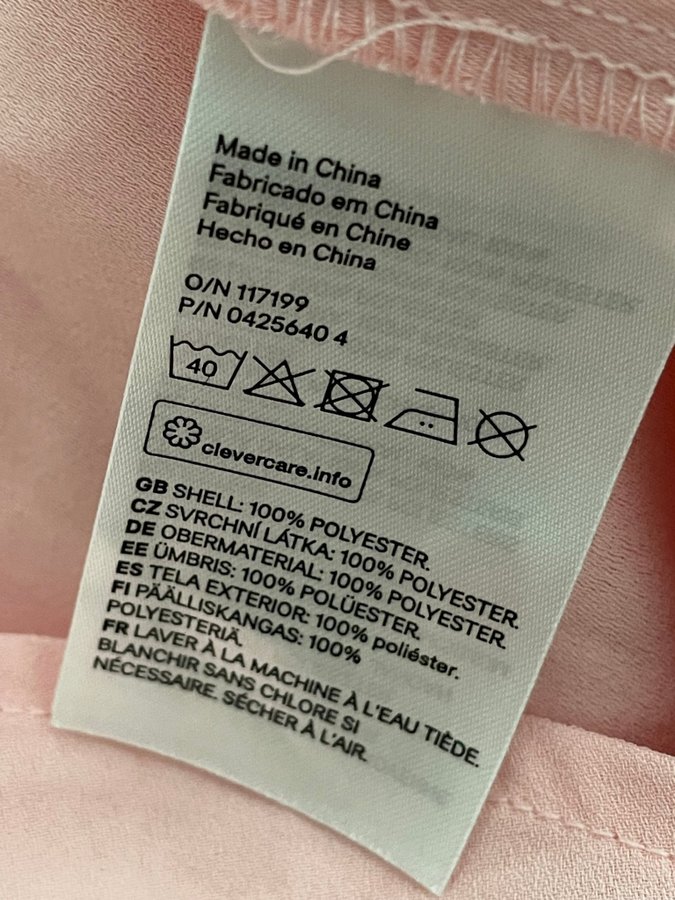 Made in China
Fabricado em China
Fabriqué en Chine
Hecho en China
O/N 117199
P/N 0425640 4
40
clevercare.info
GB SHELL: 100% POLYESTER.
CZ SVRCHNÍ LÁTKA: 100% POLYESTER.
DE OBERMATERIAL: 100% POLYESTER.
EE ÜMBRIS: 100% POLÜESTER.
ES TELA EXTERIOR: 100% poliéster.
FI PÄÄLLISKANGAS: 100%
POLYESTERIÄ.
FR LAVER À LA MACHINE À L'EAU TIÈDE.
BLANCHIR SANS CHLORE SI
NÉCESSAIRE. SÉCHER À L'AIR.